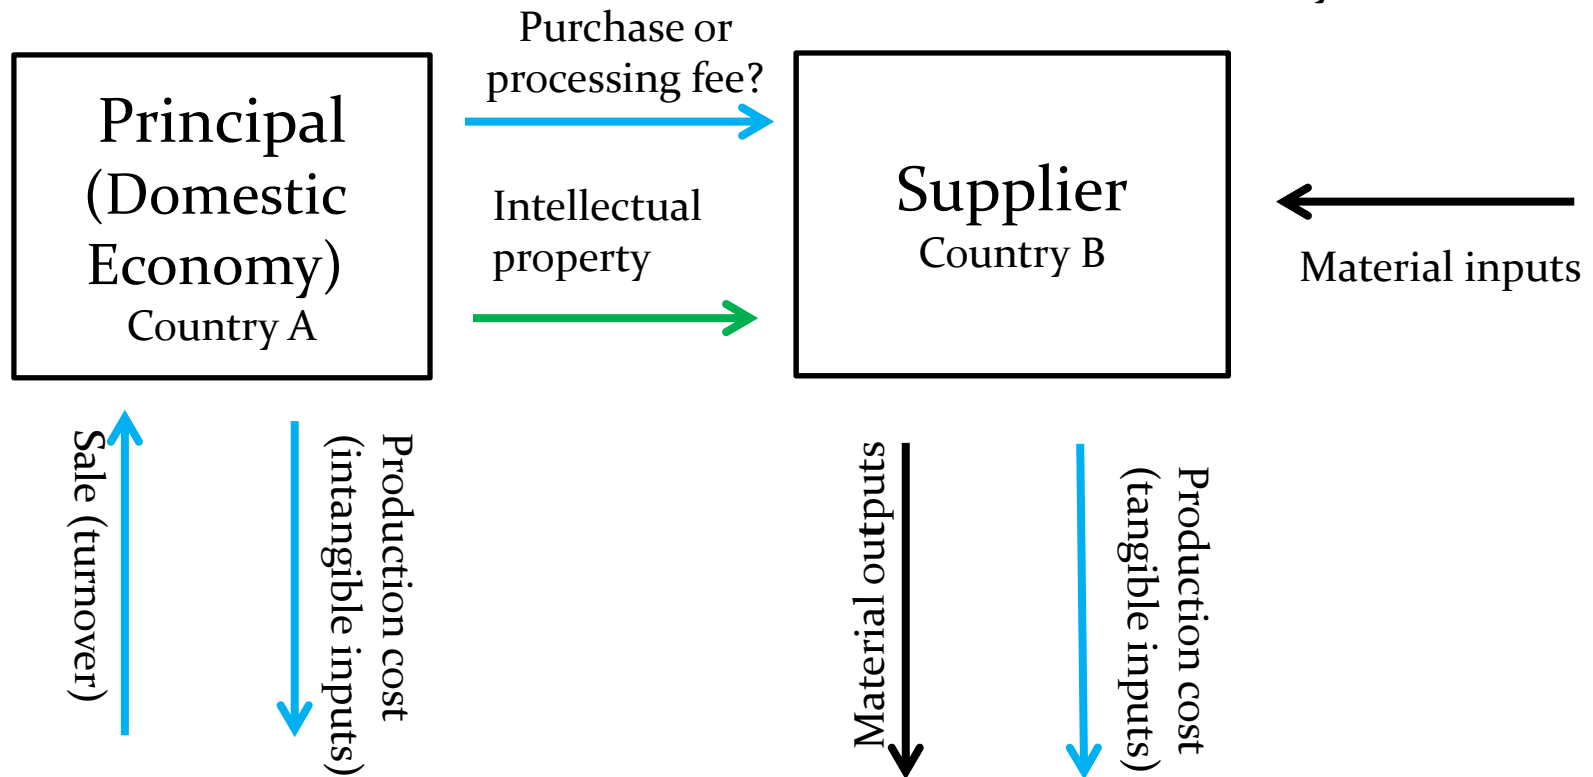 Purchase or
processing fee?
Principal
(Domestic
Economy)
Country A
Intellectual
property
Supplier
Country B
Material inputs
Sale (turnover)
Production cost
(intangible inputs)
Material outputs
Production cost
(tangible inputs)